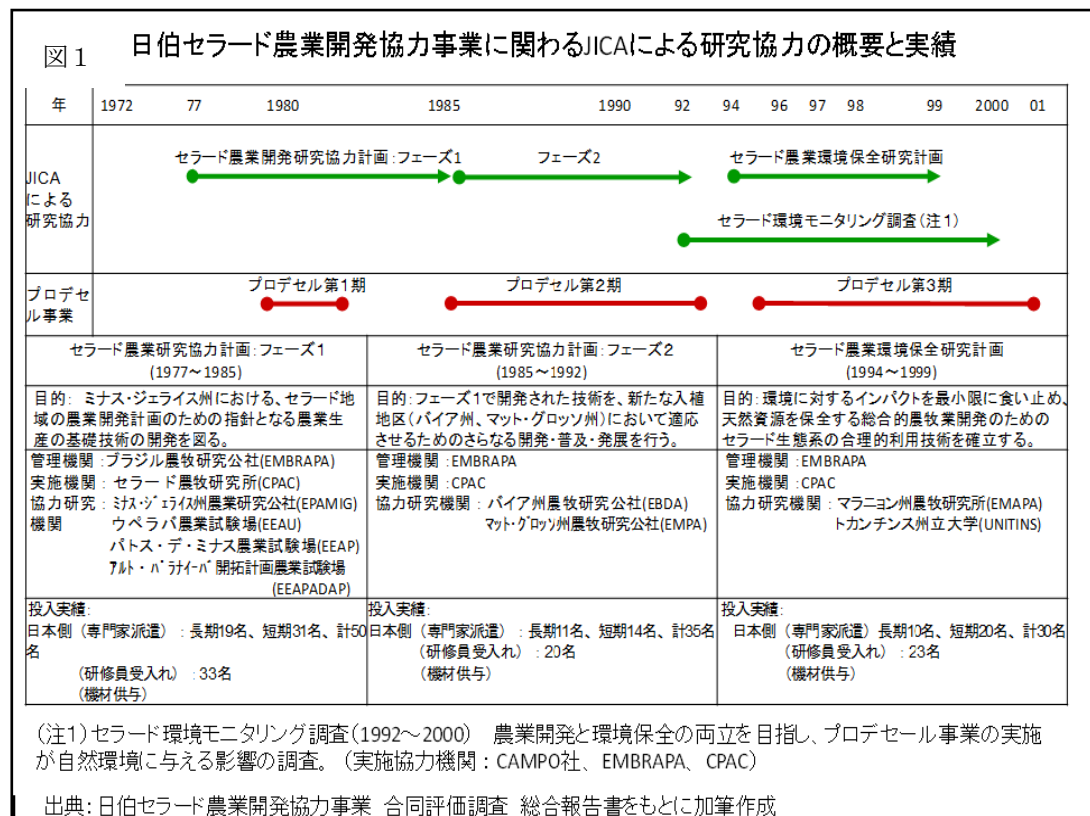 図1
日伯セラード農業開発協力事業に関わるJICAによる研究協力の概要と実績
年 1972 77 1980 1985 1990 92 94 96 97 98 99 2000 01
JICA
による
研究協力
セラード農業開発研究協力計画:フェーズ1 フェーズ2 セラード農業環境保全研究計画
セラード環境モニタリング調査(注1)
プロデセ
ル事業
プロデセル第1期 プロデセル第2期 プロデセル第3期
セラード農業研究協力計画:フェーズ1
(1977～1985)
目的: ミナス・ジェライス州における、セラード地
域の農業開発計画のための指針となる農業生
産の基礎技術の開発を図る。
管理機関:ブラジル農牧研究公社(EMBRAPA)
実施機関:セラード農牧研究所(CPAC)
協力研究:ミナス・ジェライス州農業研究公社(EPAMIG)
機関 ウベラバ農業試験場(EEAU)
パトス・デ・ミナス農業試験場(EEAP)
アルト・パラナイーバ開拓計画農業試験場
(EEAPADAP)
投入実績:
日本側(専門家派遣):長期19名、短期31名、計50
名
(研修員受入れ):33名
(機材供与)
セラード農業研究協力計画:フェーズ2
(1985～1992)
目的:フェーズ1で開発された技術を、新たな入植
地区(バイア州、マット・グロッソ州)において適応
させるためのさらなる開発・普及・発展を行う。
管理機関:EMBRAPA
実施機関:CPAC
協力研究機関:バイア州農牧研究公社(EBDA)
マット・グロッソ州農牧研究公社(EMPA)
投入実績:
日本側(専門家派遣):長期11名、短期14名、計35名
(研修員受入れ):20名
(機材供与)
セラード農業環境保全研究計画
(1994～1999)
目的:環境に対するインパクトを最小限に食い止め、
天然資源を保全する総合的農牧業開発のための
セラード生態系の合理的利用技術を確立する。
管理機関:EMBRAPA
実施機関:CPAC
協力研究機関:マラニョン州農牧研究所(EMAPA)
トカンチンス州立大学(UNITINS)
投入実績:
日本側(専門家派遣)長期10名、短期20名、計30名
(研修員受入れ):23名
(機材供与)
(注1)セラード環境モニタリング調査(1992～2000) 農業開発と環境保全の両立を目指し、プロデセール事業の実施
が自然環境に与える影響の調査。(実施協力機関:CAMPO社、EMBRAPA、CPAC)
出典:日伯セラード農業開発協力事業 合同評価調査 総合報告書をもとに加筆作成